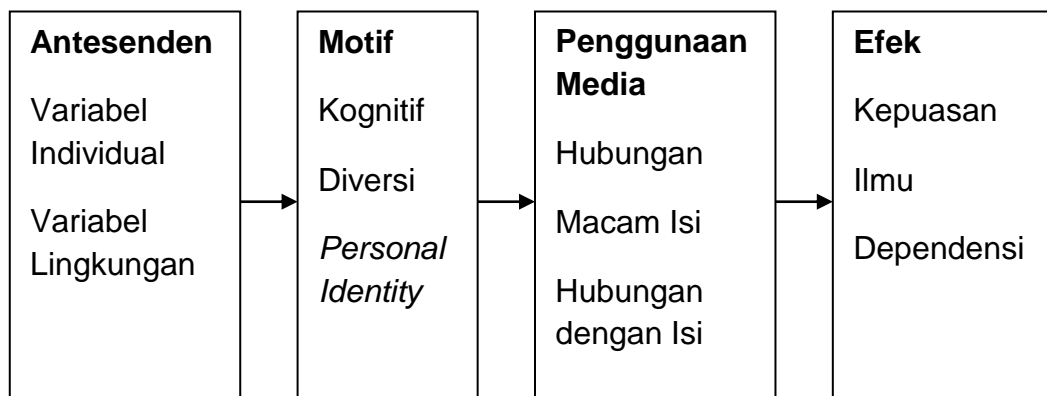 Antesenden
Variabel
Individual
Variabel
Lingkungan
Motif
Kognitif
Diversi
Personal
Identity
Penggunaan
Media
Hubungan
Macam Isi
Hubungan
dengan Isi
Efek
Kepuasan
Ilmu
Dependensi